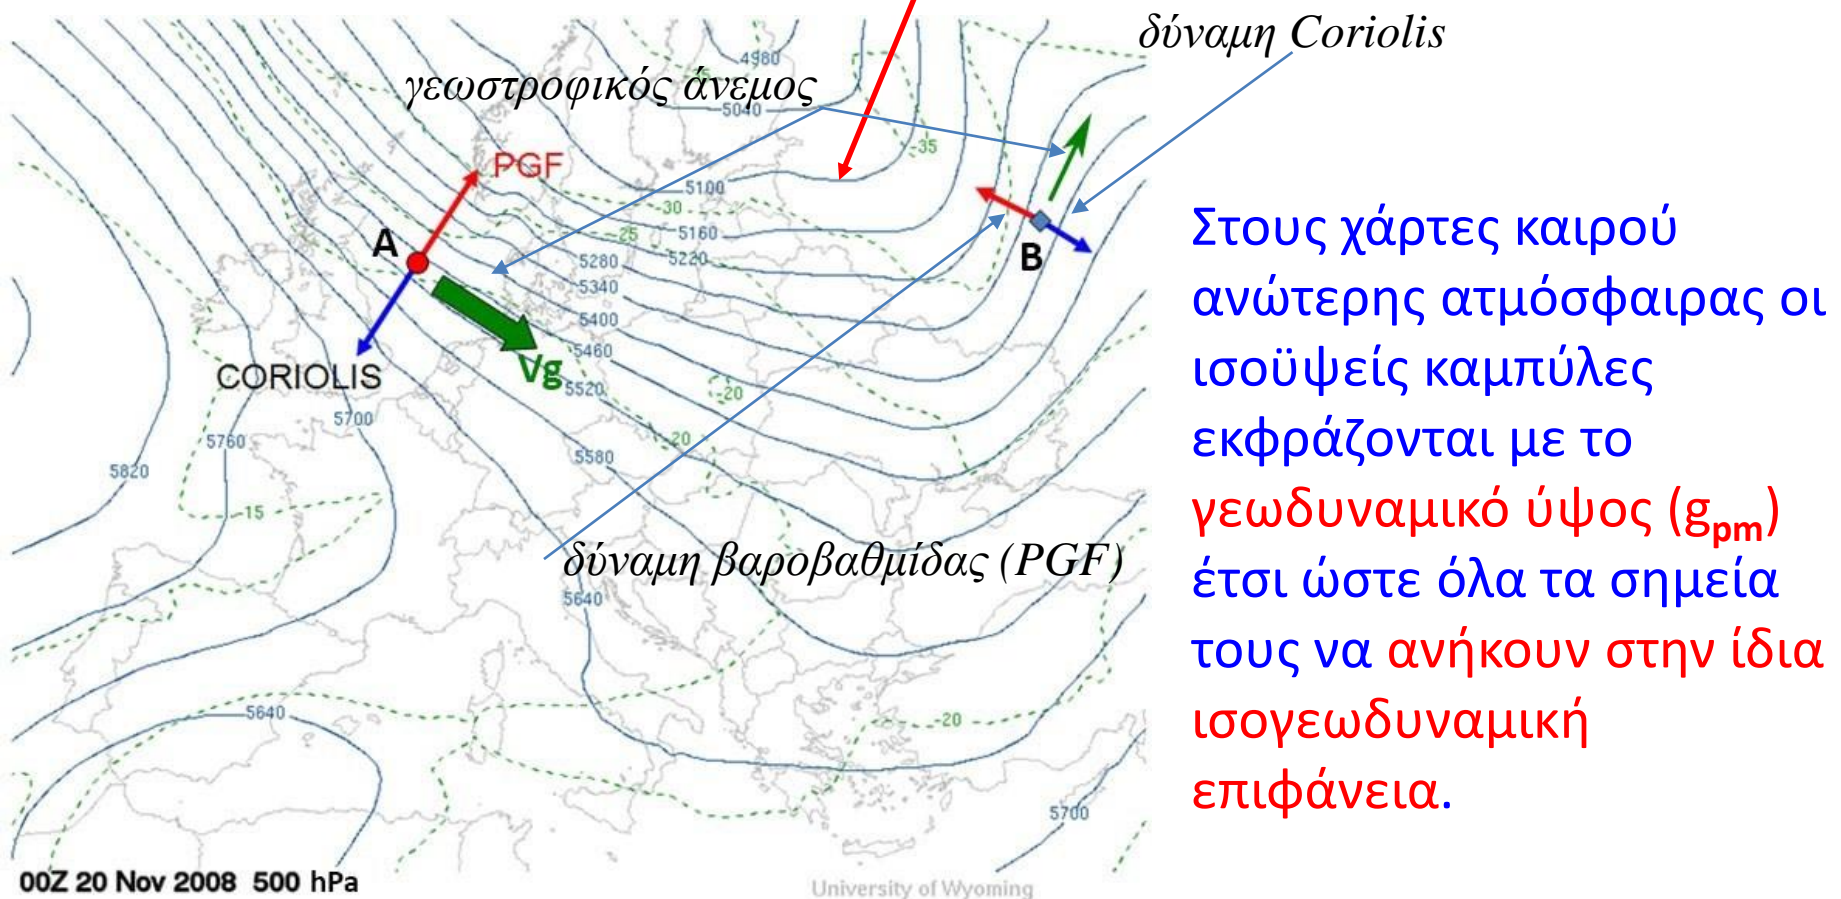 δύναμη Coriolis
γεωστροφικός άνεμος
4980
5040
-35
PGF
5100
-30
-25
5160
A
5280
5220
B
5340
5400
CORIOLIS
Vg
5460
5520
-20
5700
5760
-20
5820
5580
-15
δύναμη βαροβαθμίδας (PGF)
5640
5640
-20
5700
00Z 20 Nov 2008 500 hPa
University of Wyoming
Στους χάρτες καιρού
ανώτερης ατμόσφαιρας οι
ισοϋψείς καμπύλες
εκφράζονται με το
γεωδυναμικό ύψος (gpm)
έτσι ώστε όλα τα σημεία
τους να ανήκουν στην ίδια
ισογεωδυναμική
επιφάνεια.